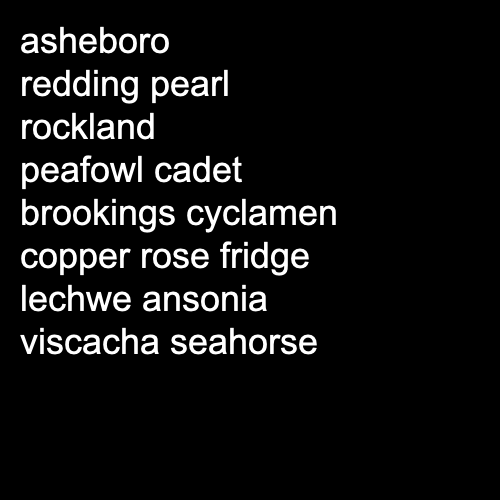 asheboro
redding pearl
rockland
peafowl cadet
brookings cyclamen
copper rose fridge
lechwe ansonia
viscacha seahorse